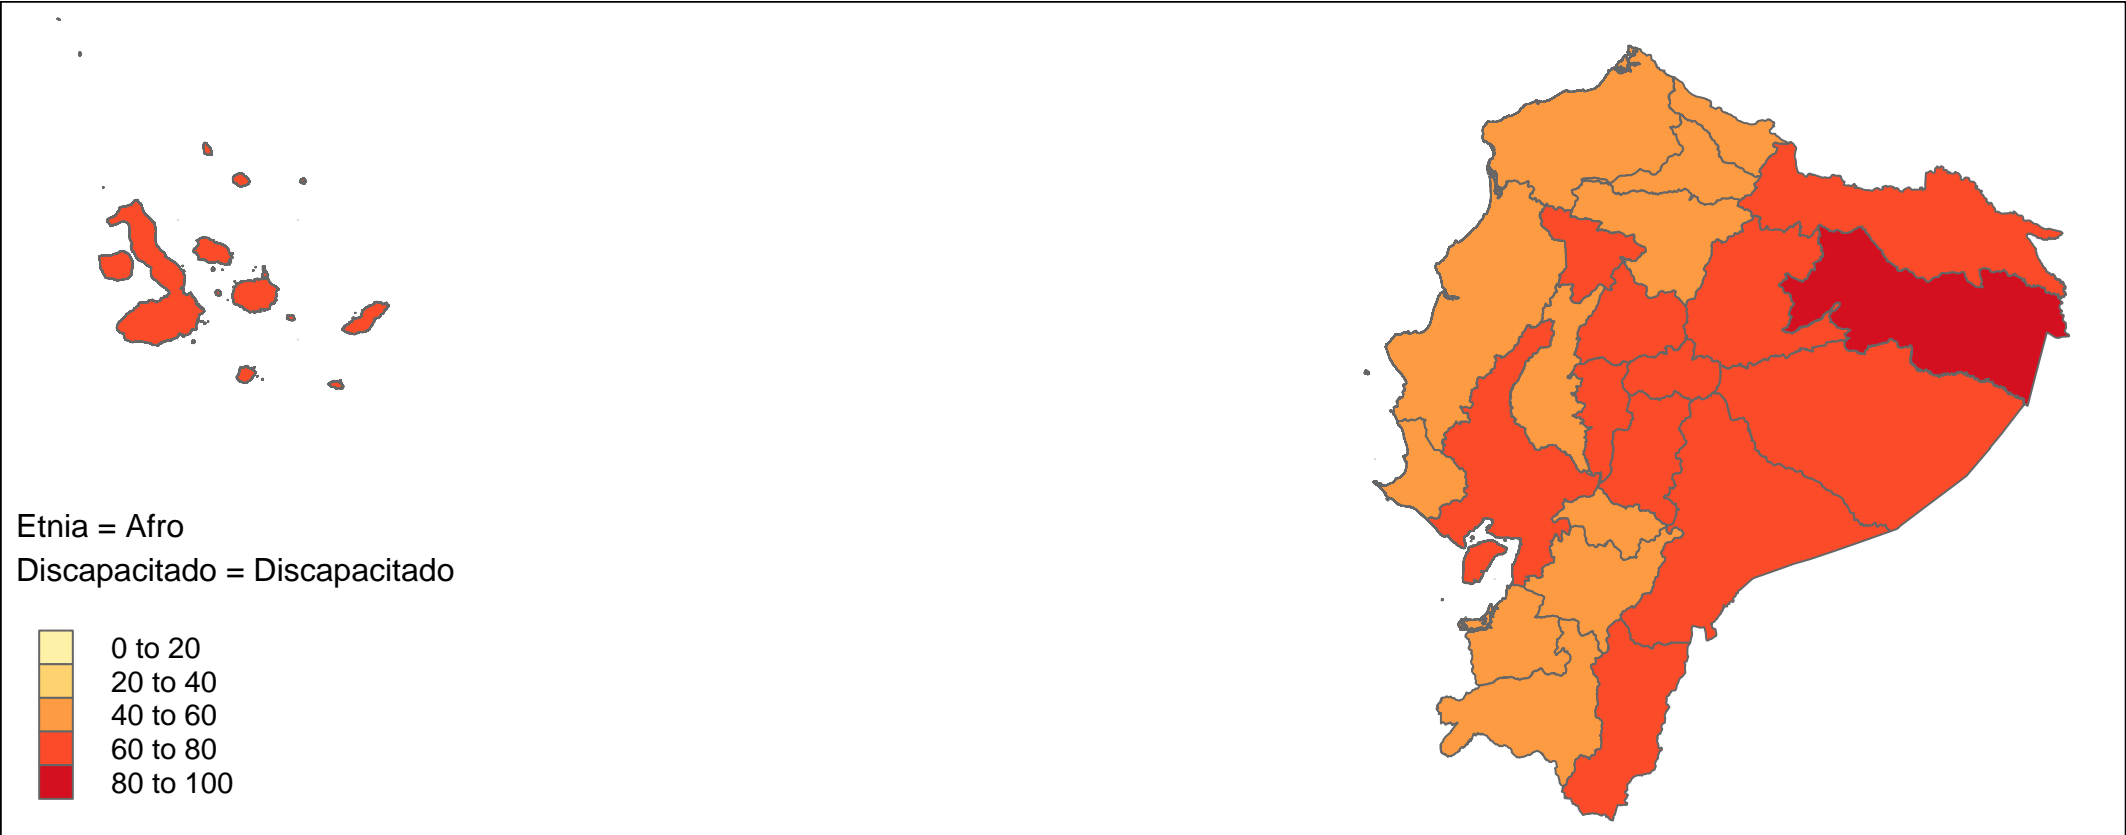 Etnia = Afro
Discapacitado = Discapacitado
0 to 20
20 to 40
40 to 60
60 to 80
80 to 100